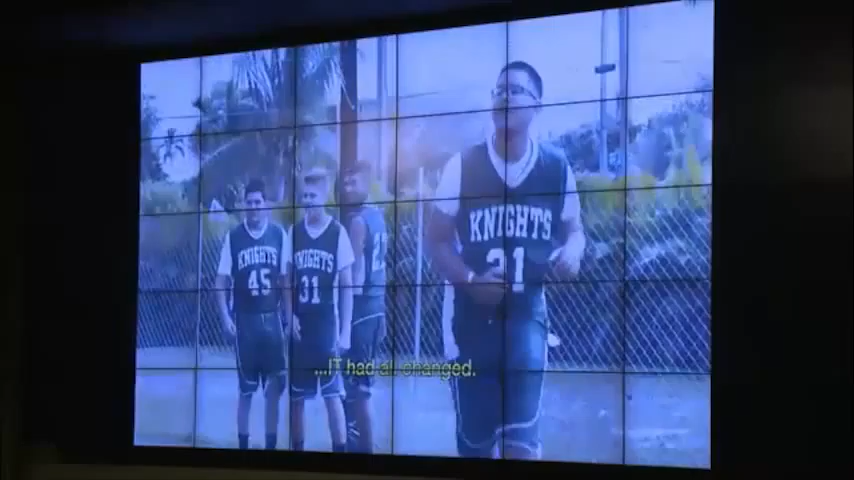 KNIGHTS
KNIGHTS
45
KNIGHTS
31
21
...IT had all changed.